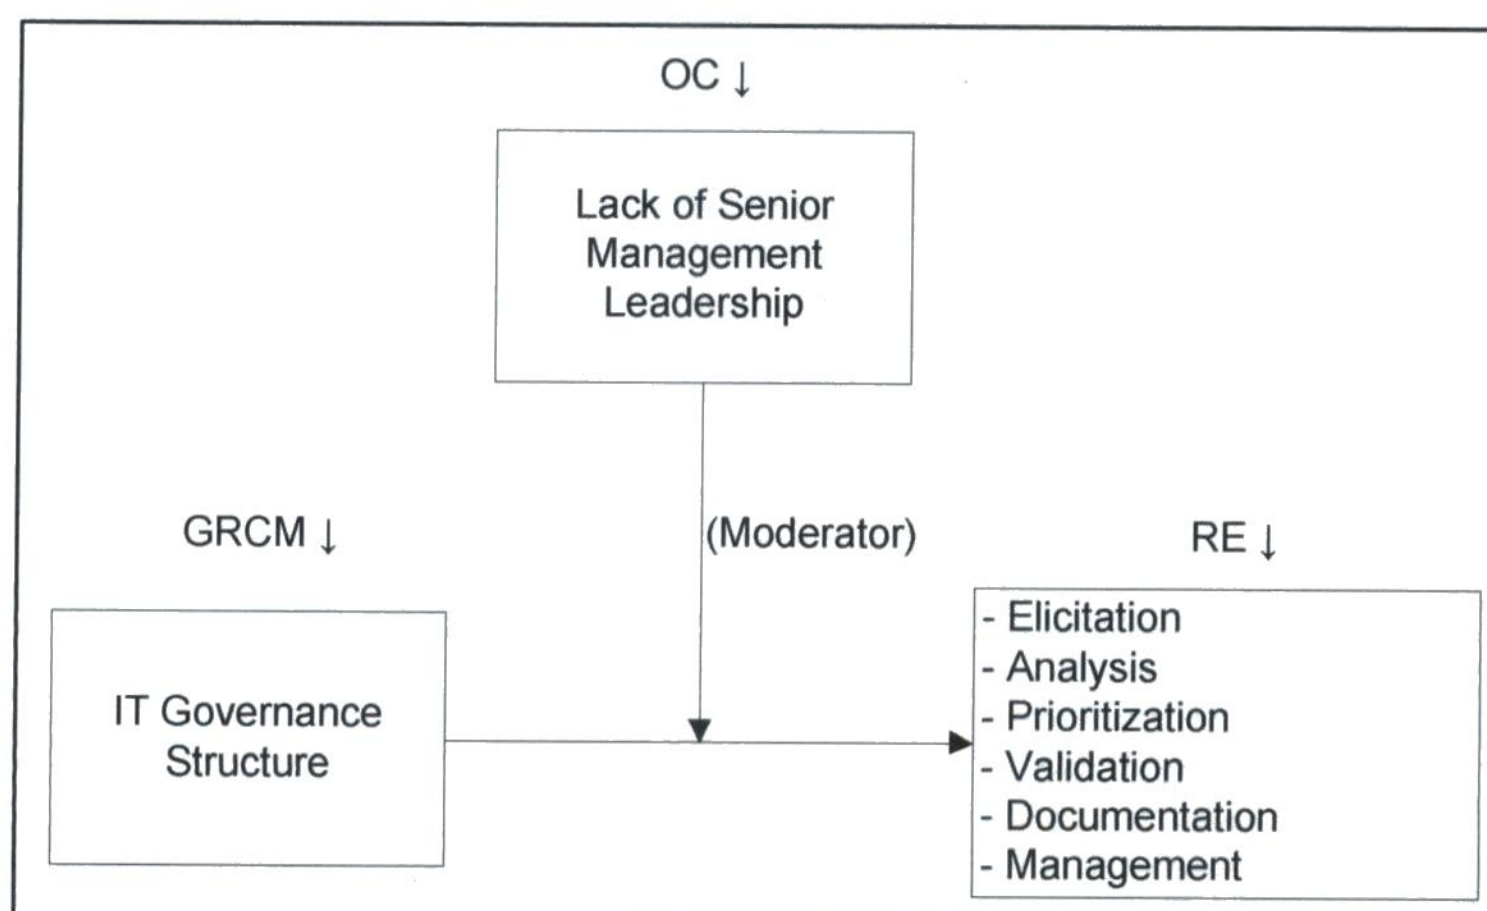 OC ↓
Lack of Senior
Management
Leadership
GRCM ↓
(Moderator)
RE ↓
IT Governance
Structure
- Elicitation
- Analysis
- Prioritization
- Validation
- Documentation
- Management